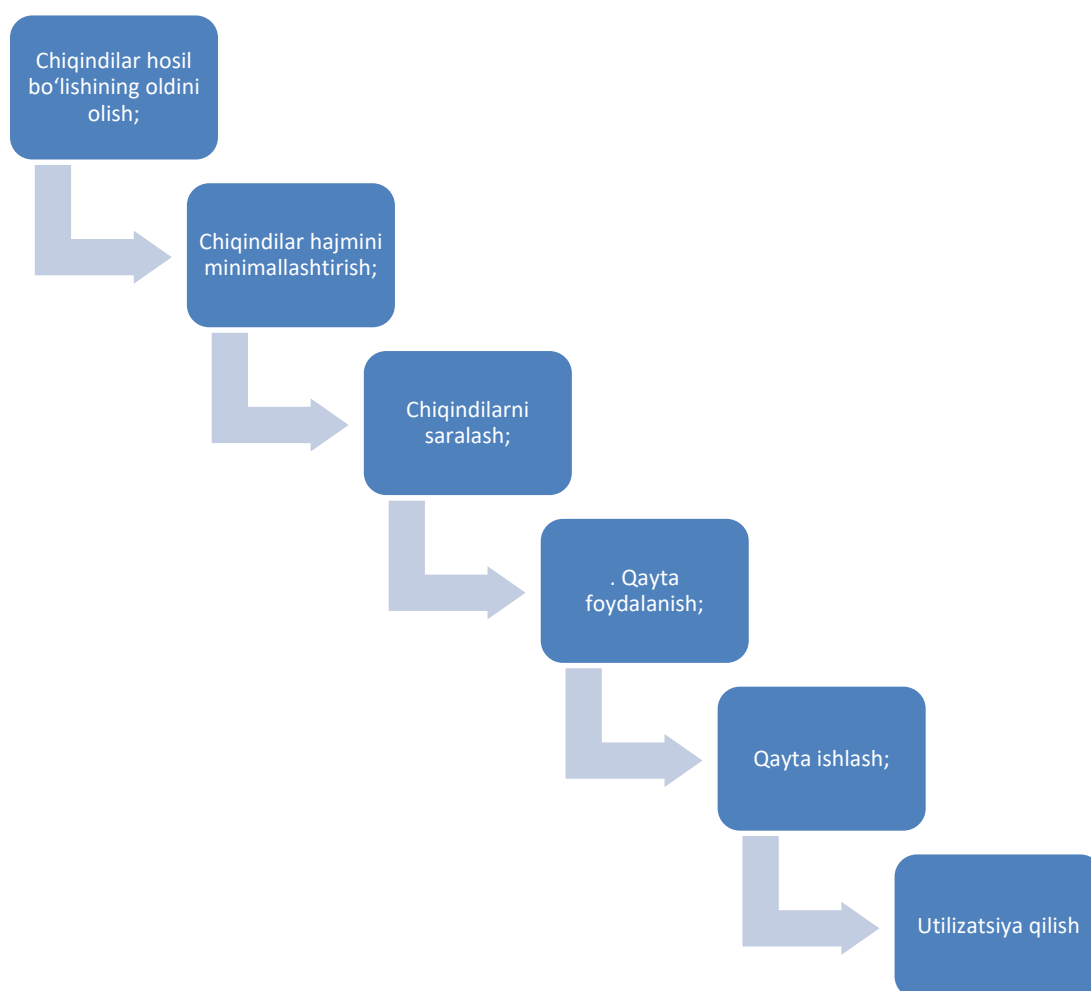 Chiqindilar hosil
bo‘lishining oldini
olish;
Chiqindilar hajmini
minimallashtirish;
Chiqindilarni
saralash;
. Qayta
foydalanish;
Qayta ishlash;
Utilizatsiya qilish